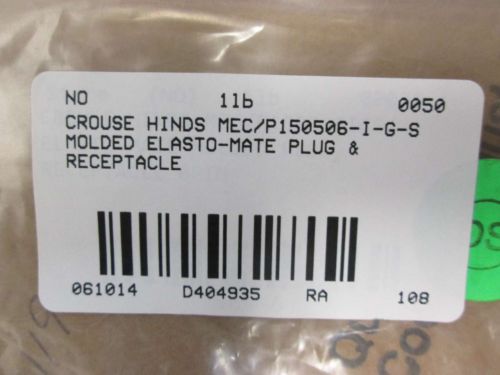 NO 1lb 0050
CROUSE HINDS MEC/P150506-I-G-S
MOLDED ELASTO-MATE PLUG &
RECEPTACLE
061014 D404935 RA 108